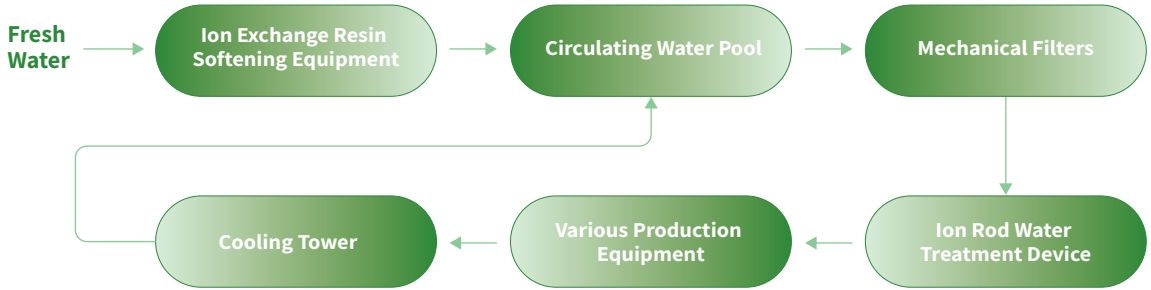 Fresh
Water
Ion Exchange Resin
Softening Equipment
Circulating Water Pool
Mechanical Filters
Ion Rod Water
Treatment Device
Various Production
Equipment
Cooling Tower